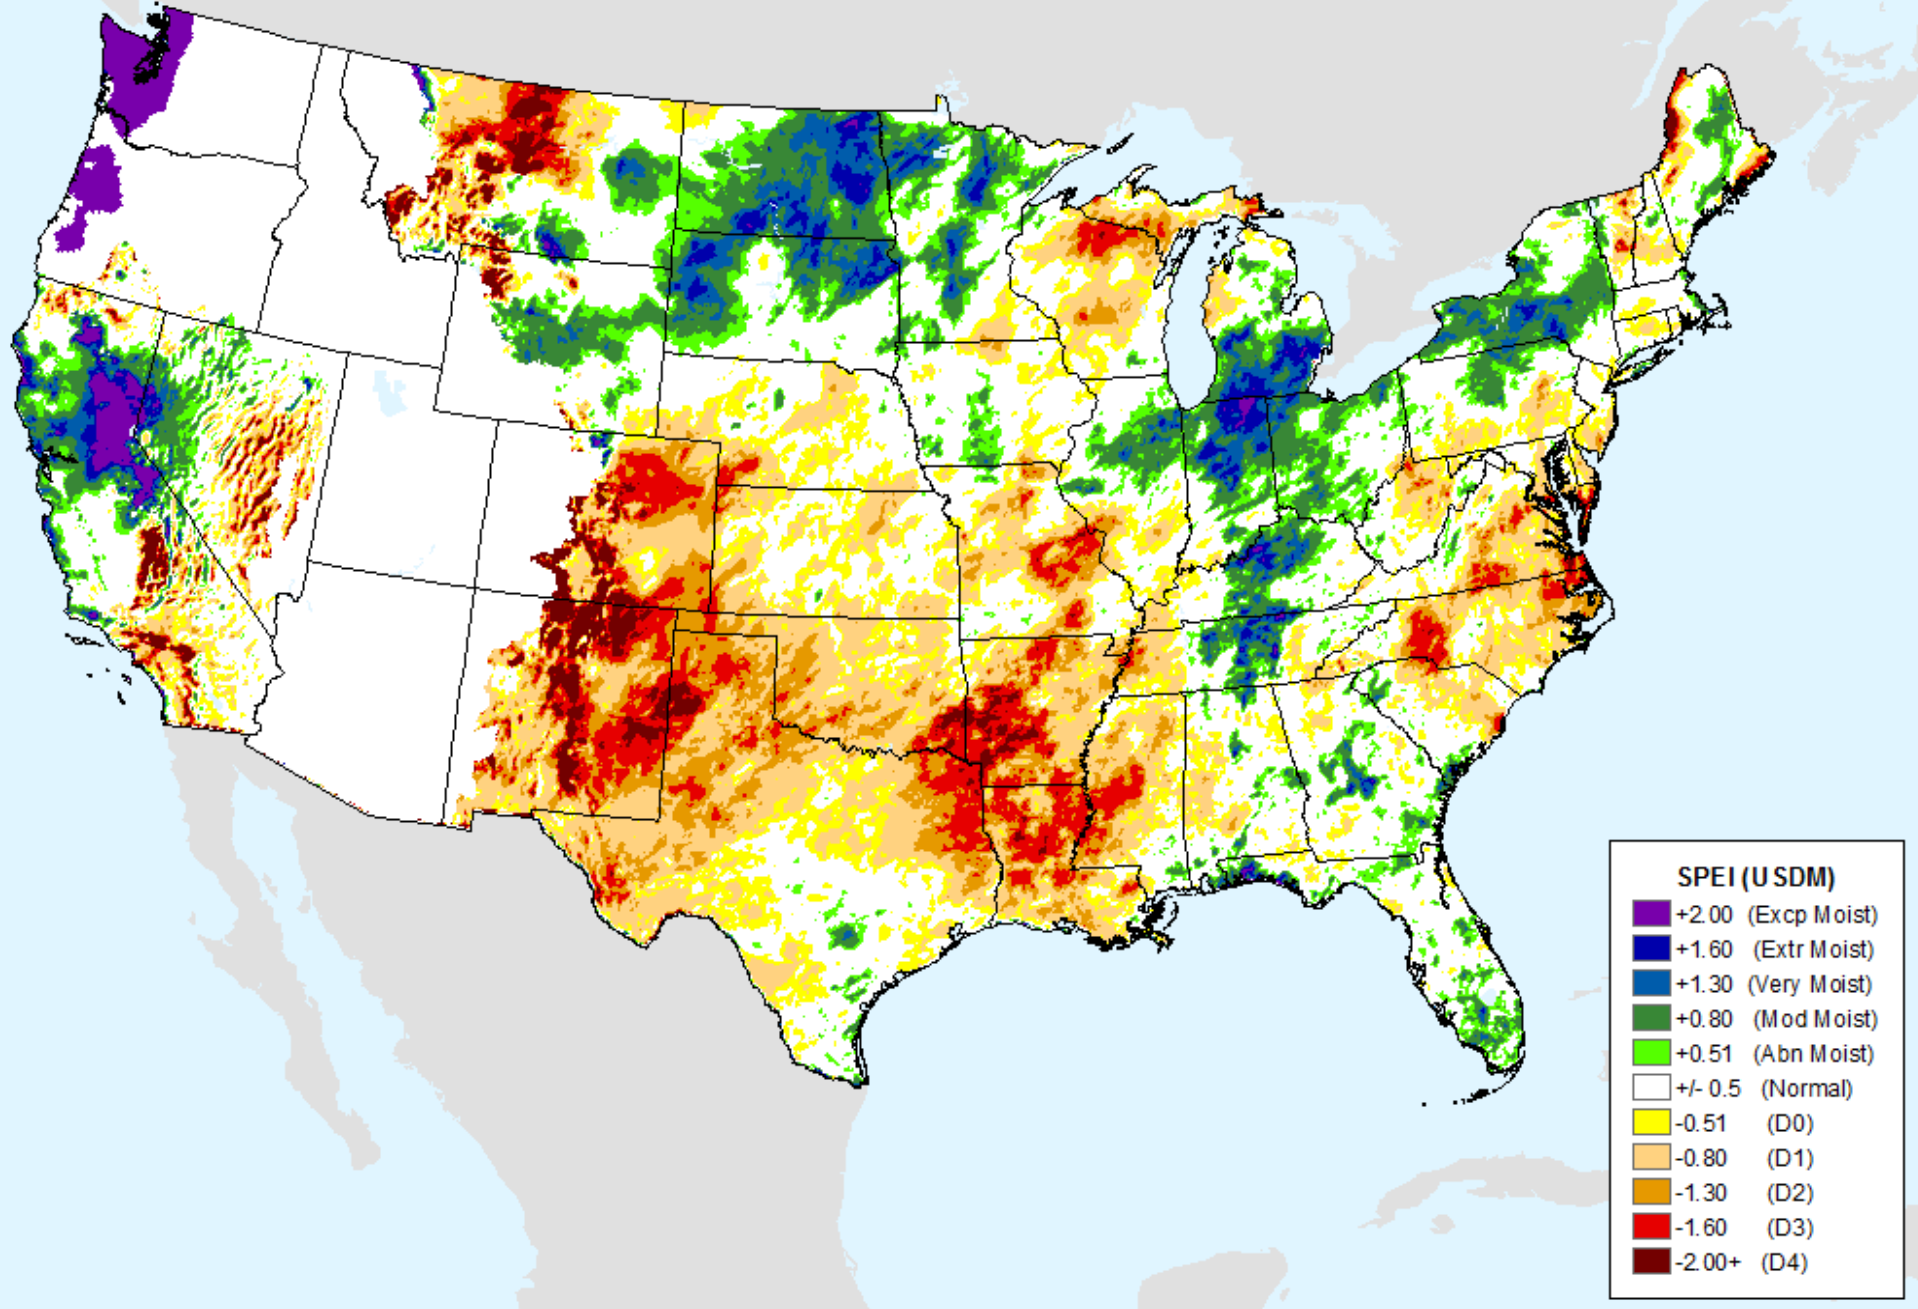 SPEI (USDM)
+2.00 (Excp Moist)
+1.60 (Extr Moist)
+1.30 (Very Moist)
+0.80 (Mod Moist)
+0.51 (Abn Moist)
+/- 0.5 (Normal)
-0.51 (D0)
-0.80 (D1)
-1.30 (D2)
-1.60 (D3)
-2.00+ (D4)